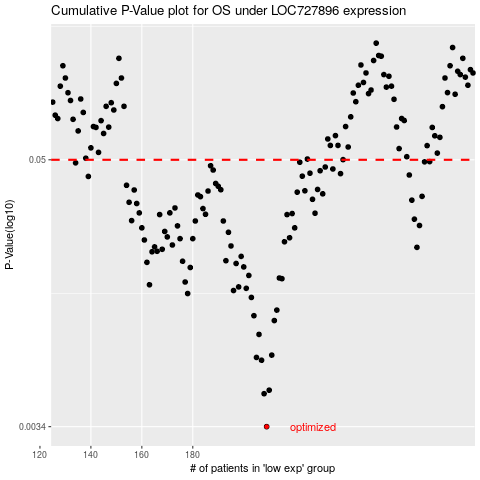 Cumulative P-Value plot for OS under LOC727896 expression
P-Value(log10)
0.05
0.0034
optimized
120
140
160
180
# of patients in 'low exp' group